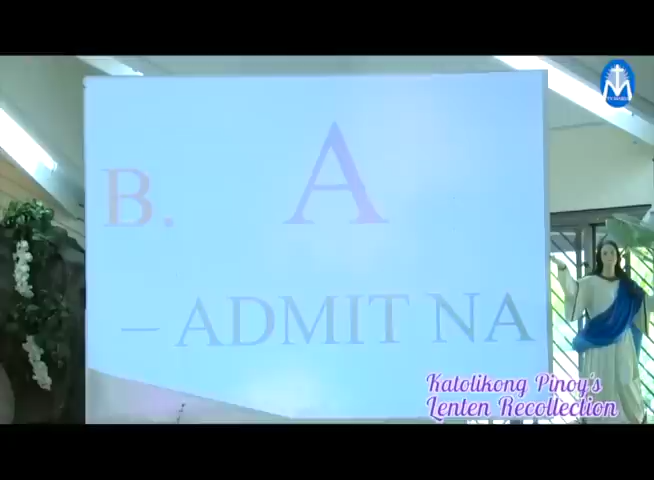 B. A
– ADMIT NA
Katolikong Pinoy's
Lenten Recollection